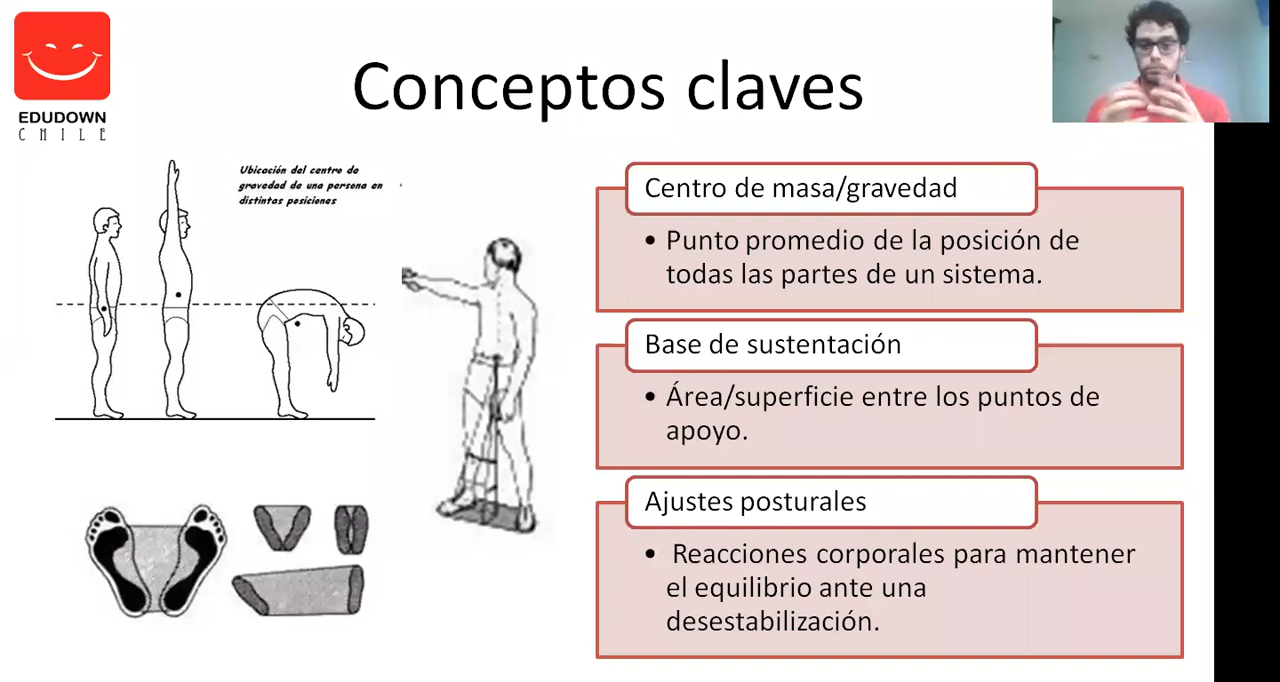 EDUDOWN
CHILE
Conceptos claves
Ubicación del centro de
gravedad de una persona en
distintas posiciones
Centro de masa/gravedad
• Punto promedio de la posición de
todas las partes de un sistema.
Base de sustentación
• Área/superficie entre los puntos de
apoyo.
Ajustes posturales
• Reacciones corporales para mantener
el equilibrio ante una
desestabilización.